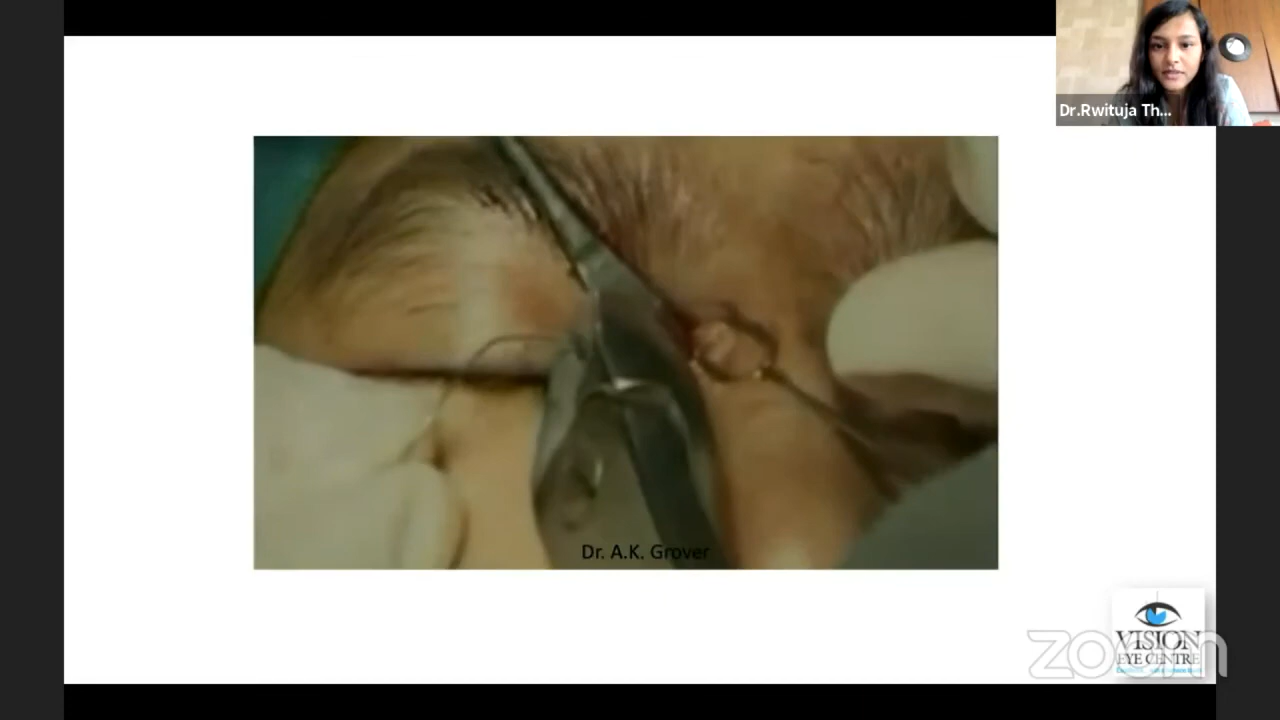 Dr.Rwituja Th...
Dr. A.K. Grover
zoom
VISION
EYE CENTRE